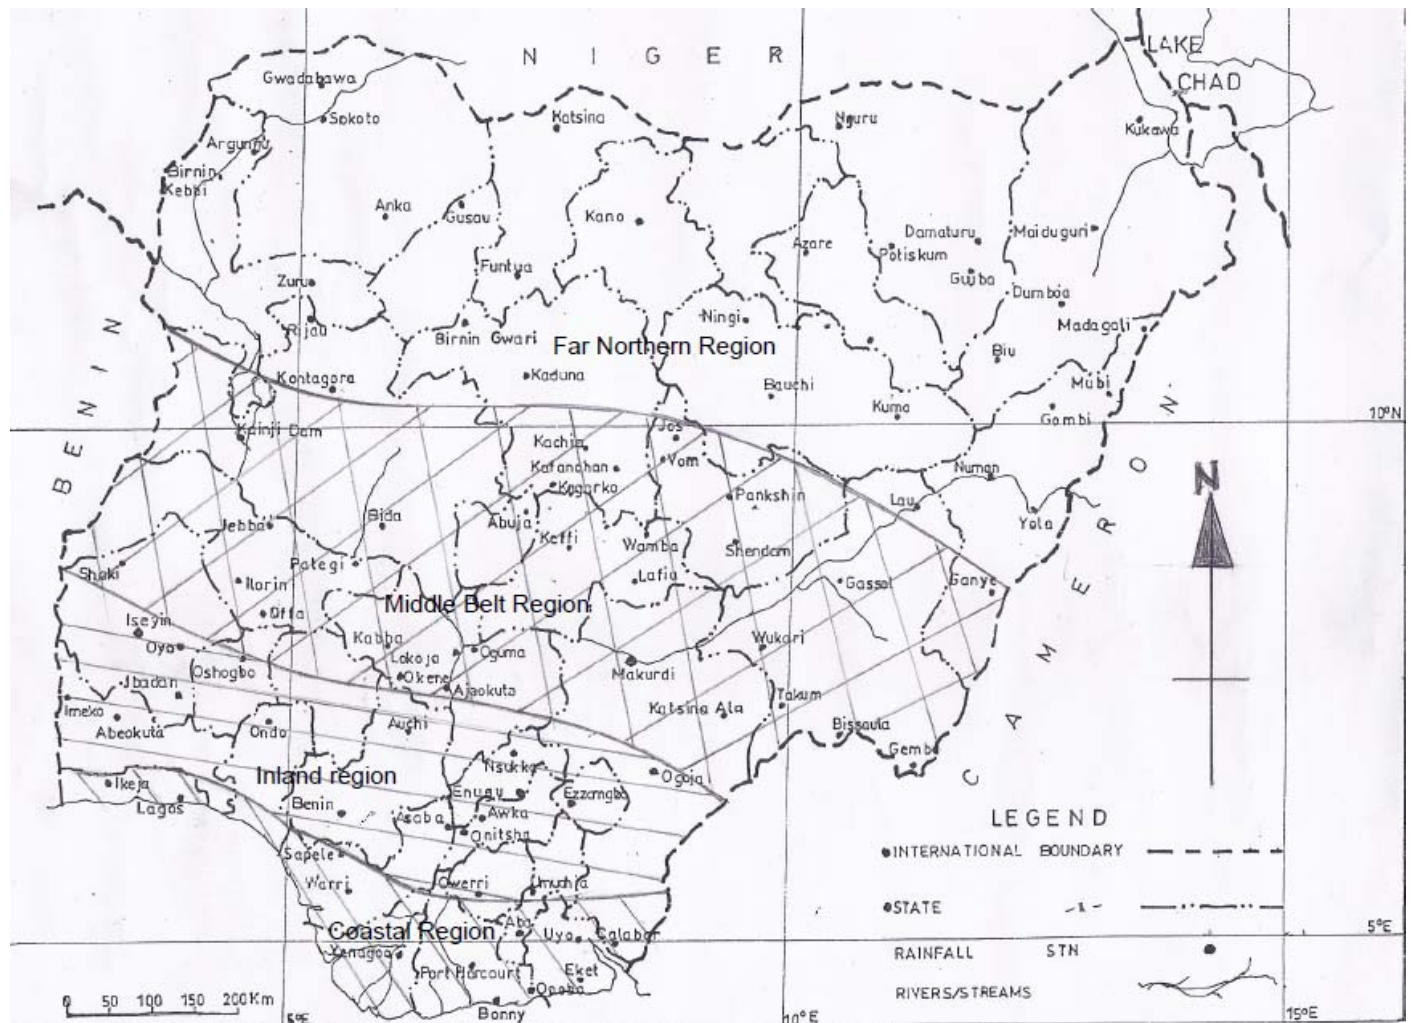 N I G E R
LAKE
CHAD
Gwadabawa
Sokoto
Katsina
Nguru
Kukawa
Argungu
Birnin
Kebbi
Anka
Gusau
Kano
Azare
Damaturu
Potiskum
Maiduguri
Gujba
Funtua
Zuru
Dumboa
Rijau
Birnin Gwari
Ningi
Madagali
Far Northern Region
Biu
Kontagora
Kaduna
Bauchi
Mubi
Kumo
Gombi
10°N
BENIN
Kainji Dam
Jos
Kachia
Vom
Kafanchan
Kagarko
Numan
Pankshin
Lau
Yola
Jebba
Bida
Abuja
Keffi
Wamba
Shendam
Shaki
Pategi
Ilorin
Lafia
Gassol
Ganye
Middle Belt Region
Offa
Iseyin
Oyo
Kabba
Wukari
Oshogbo
Lokoja
Oguma
Okene
Makurdi
Ibadan
Ajaokuta
Takum
Imeko
Katsina Ala
Abeokuta
Ondo
Auchi
Bissaula
Gembu
CAMERON
Nsukka
Ogoja
Inland region
Ikeja
Lagos
Benin
Enugu
Ezzamgbo
Asaba
Awka
Onitsha
Sapele
Warri
Owerri
Umuahia
Aba
Coastal Region
Uyo
Calabar
Yenagoa
Port Harcourt
Eket
Opobo
Bonny
N
LEGEND
INTERNATIONAL BOUNDARY
STATE
RAINFALL STN
RIVERS/STREAMS
5°E
10°E
15°E
5°E
0 50 100 150 200Km